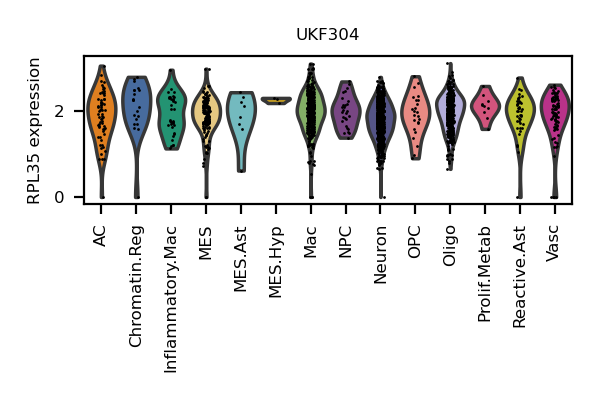 UKF304
RPL35 expression
2
0
AC
Chromatin.Reg
Inflammatory.Mac
MES
MES.Ast
MES.Hyp
Mac
NPC
Neuron
OPC
Oligo
Prolif.Metab
Reactive.Ast
Vasc